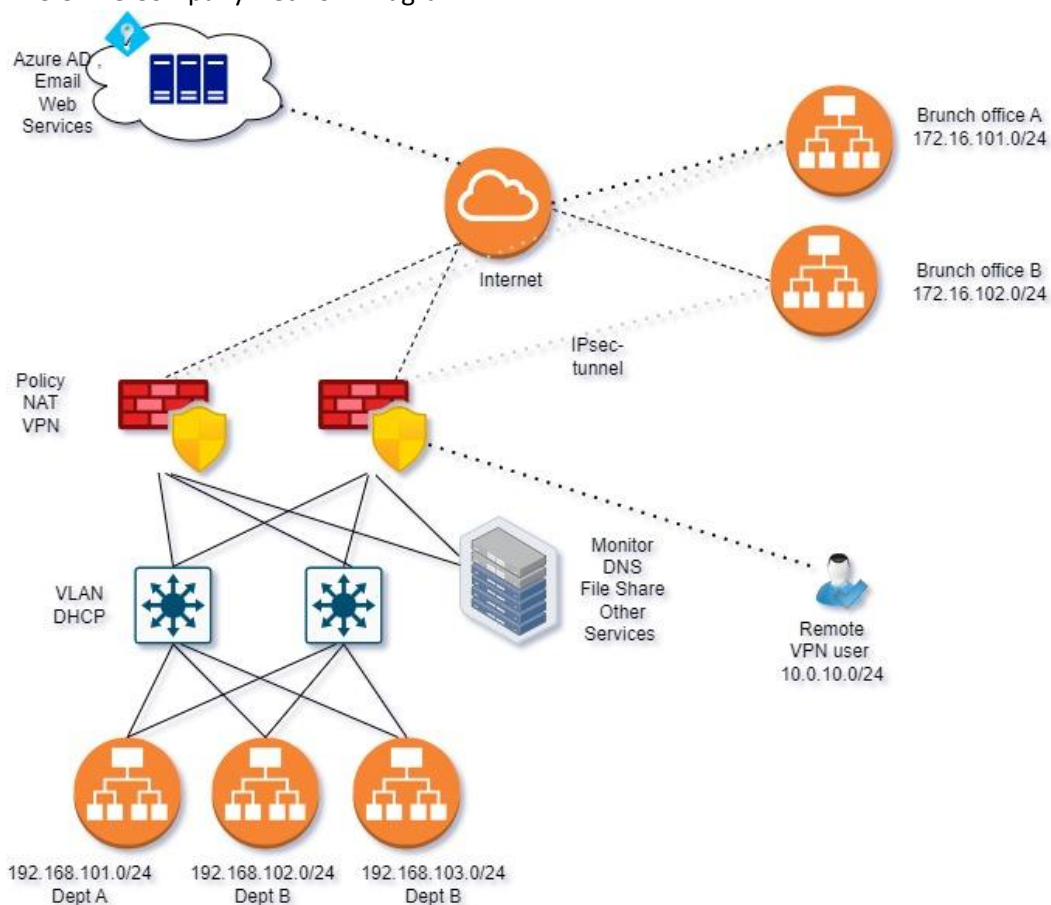 Azure AD,
Email
Web
Services
Brunch office A
172.16.101.0/24
Internet
Brunch office B
172.16.102.0/24
IPsec-
tunnel
Policy
NAT
VPN
VLAN
DHCP
Monitor
DNS
File Share
Other
Services
Remote
VPN user
10.0.10.0/24
192.168.101.0/24
Dept A
192.168.102.0/24
Dept B
192.168.103.0/24
Dept B